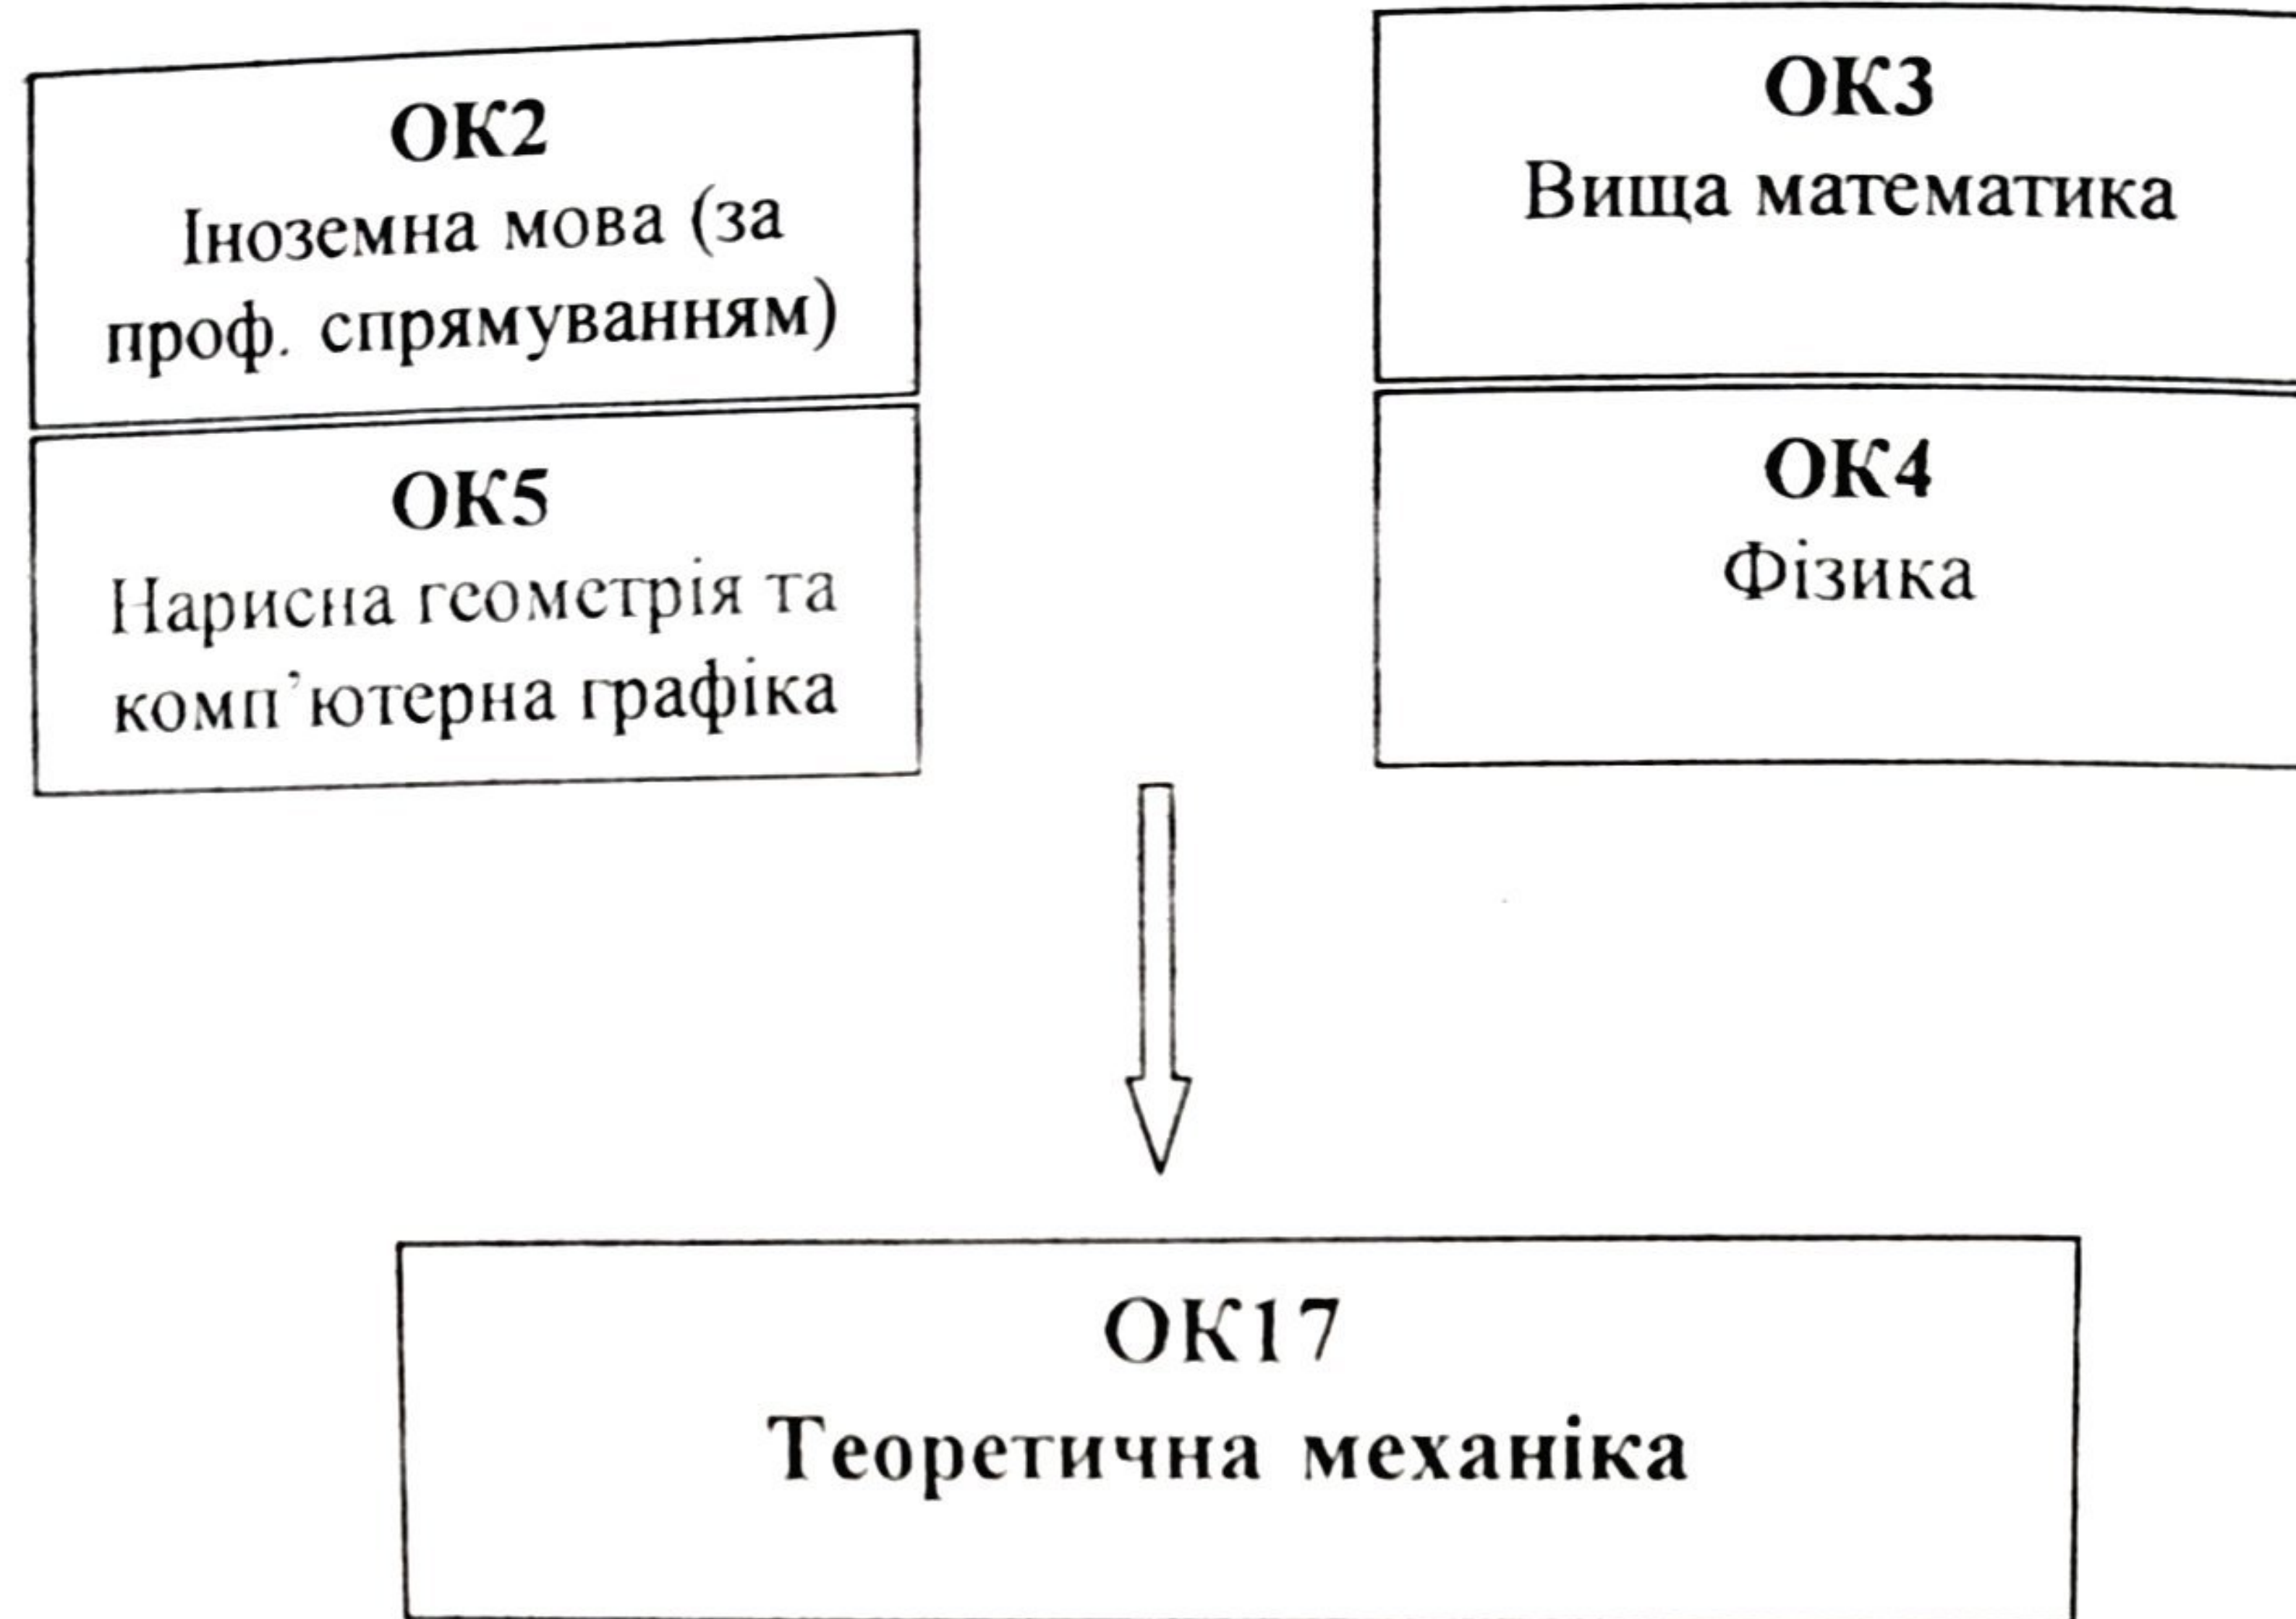 ОК2
Іноземна мова (за
проф. спрямуванням)
ОК5
Нарисна геометрія та
комп’ютерна графіка
ОК3
Вища математика
ОК4
Фізика
ОК17
Теоретична механіка